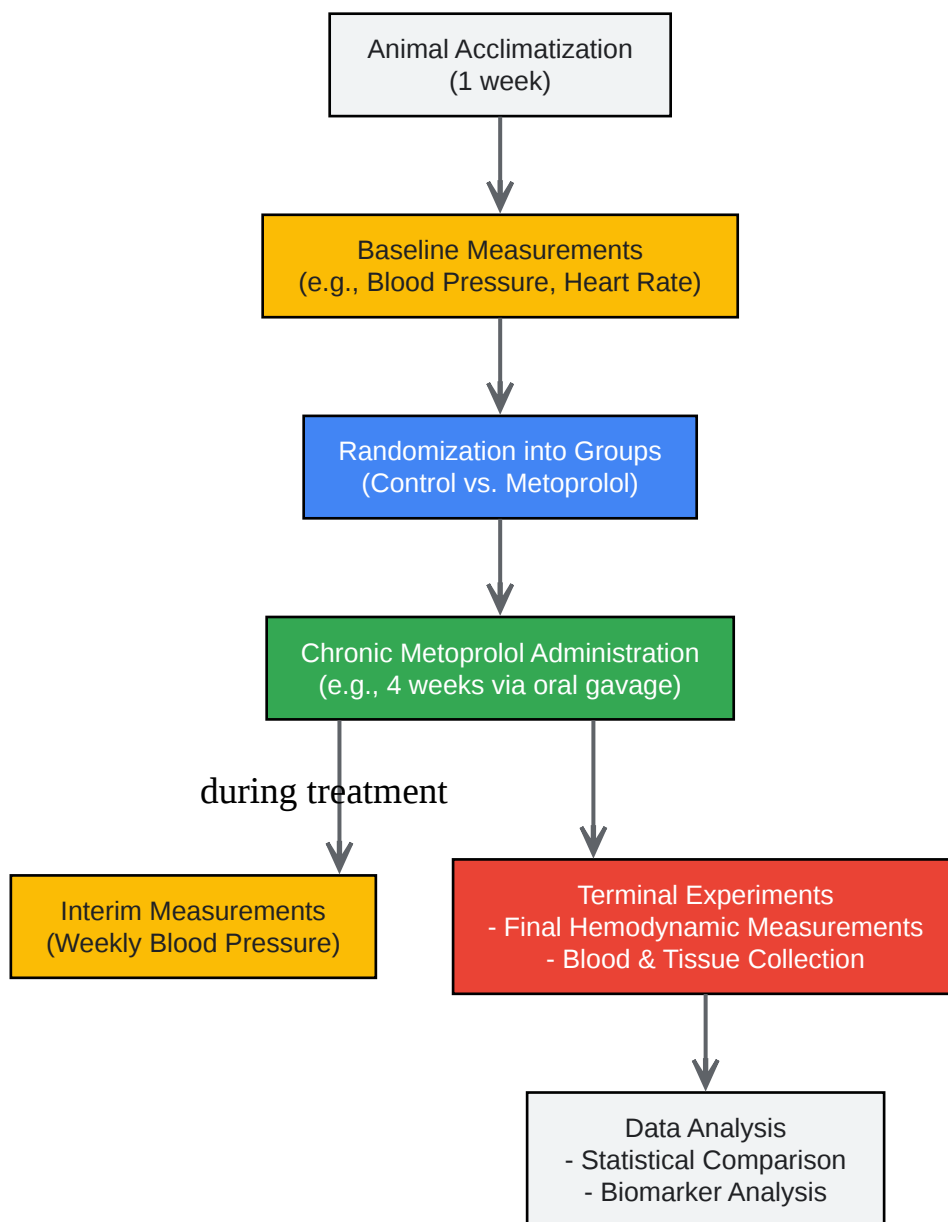 Animal Acclimatization
(1 week)
Baseline Measurements
(e.g., Blood Pressure, Heart Rate)
Randomization into Groups
(Control vs. Metoprolol)
Chronic Metoprolol Administration
(e.g., 4 weeks via oral gavage)
during treatment
Interim Measurements
(Weekly Blood Pressure)
Terminal Experiments
- Final Hemodynamic Measurements
- Blood & Tissue Collection
Data Analysis
- Statistical Comparison
- Biomarker Analysis